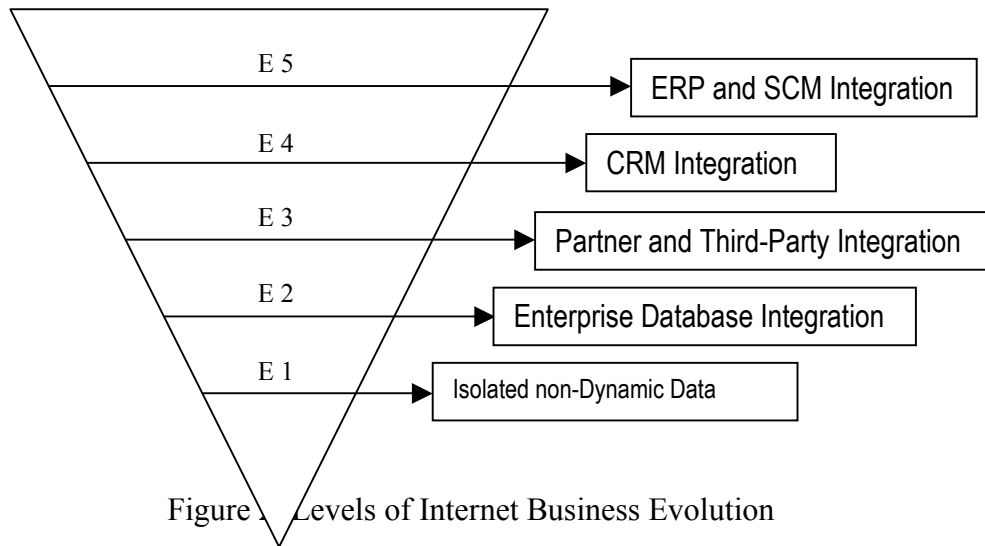 E 5
ERP and SCM Integration
E 4
CRM Integration
E 3
Partner and Third-Party Integration
E 2
Enterprise Database Integration
E 1
Isolated non-Dynamic Data
Figure Levels of Internet Business Evolution